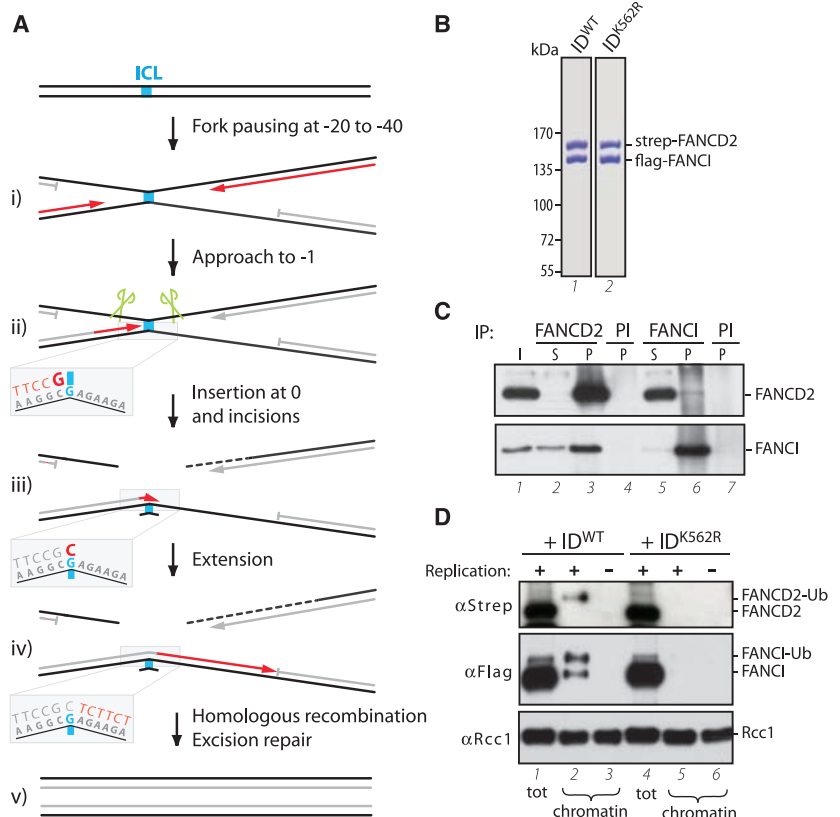 A
ICL
Fork pausing at -20 to -40
i)
Approach to -1
ii)
TTCCG
AAGGCGAGAAGA
Insertion at 0
and incisions
iii)
TTCCGC
AAGGCGAGAAGA
Extension
iv)
TTCCGCTCTTCT
AAGGCGAGAAGA
Homologous recombination
Excision repair
v)
B
kDa
ID^WT
ID^K562R
170
135
100
72
55
strep-FANCD2
flag-FANCI
1 2
C
IP: FANCD2 PI FANCI PI
I S P P S P P
FANCD2
FANCI
1 2 3 4 5 6 7
D
+ ID^WT + ID^K562R
Replication: + + - + + -
αStrep
FANCD2-Ub
FANCD2
αFlag
FANCI-Ub
FANCI
αRcc1
Rcc1
1 2 3 4 5 6
tot chromatin tot chromatin